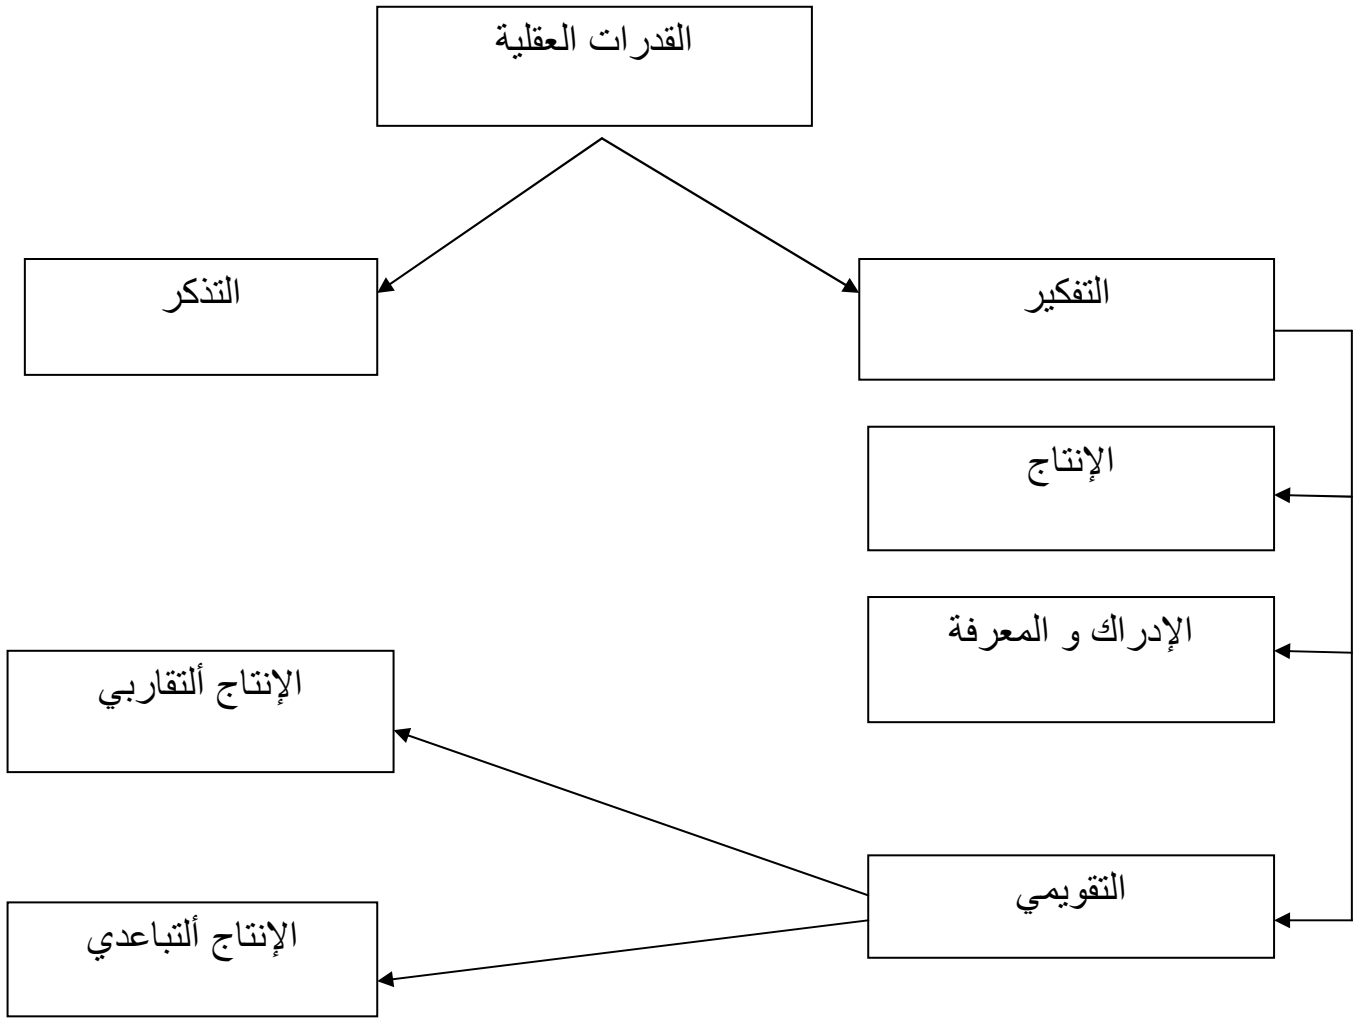 القدرات العقلية
التفكير
التذكر
الإنتاج
الإدراك و المعرفة
الإنتاج ألتقاربي
التقويمي
الإنتاج ألتباعدي